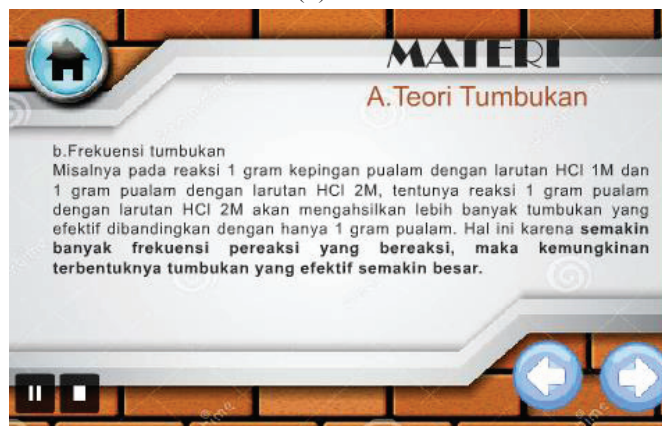 MATERI
A.Teori Tumbukan
b.Frekuensi tumbukan
Misalnya pada reaksi 1 gram kepingan pualam dengan larutan HCl 1M dan
1 gram pualam dengan larutan HCl 2M, tentunya reaksi 1 gram pualam
dengan larutan HCl 2M akan mengahsilkan lebih banyak tumbukan yang
efektif dibandingkan dengan hanya 1 gram pualam. Hal ini karena semakin
banyak frekuensi pereaksi yang bereaksi, maka kemungkinan
terbentuknya tumbukan yang efektif semakin besar.